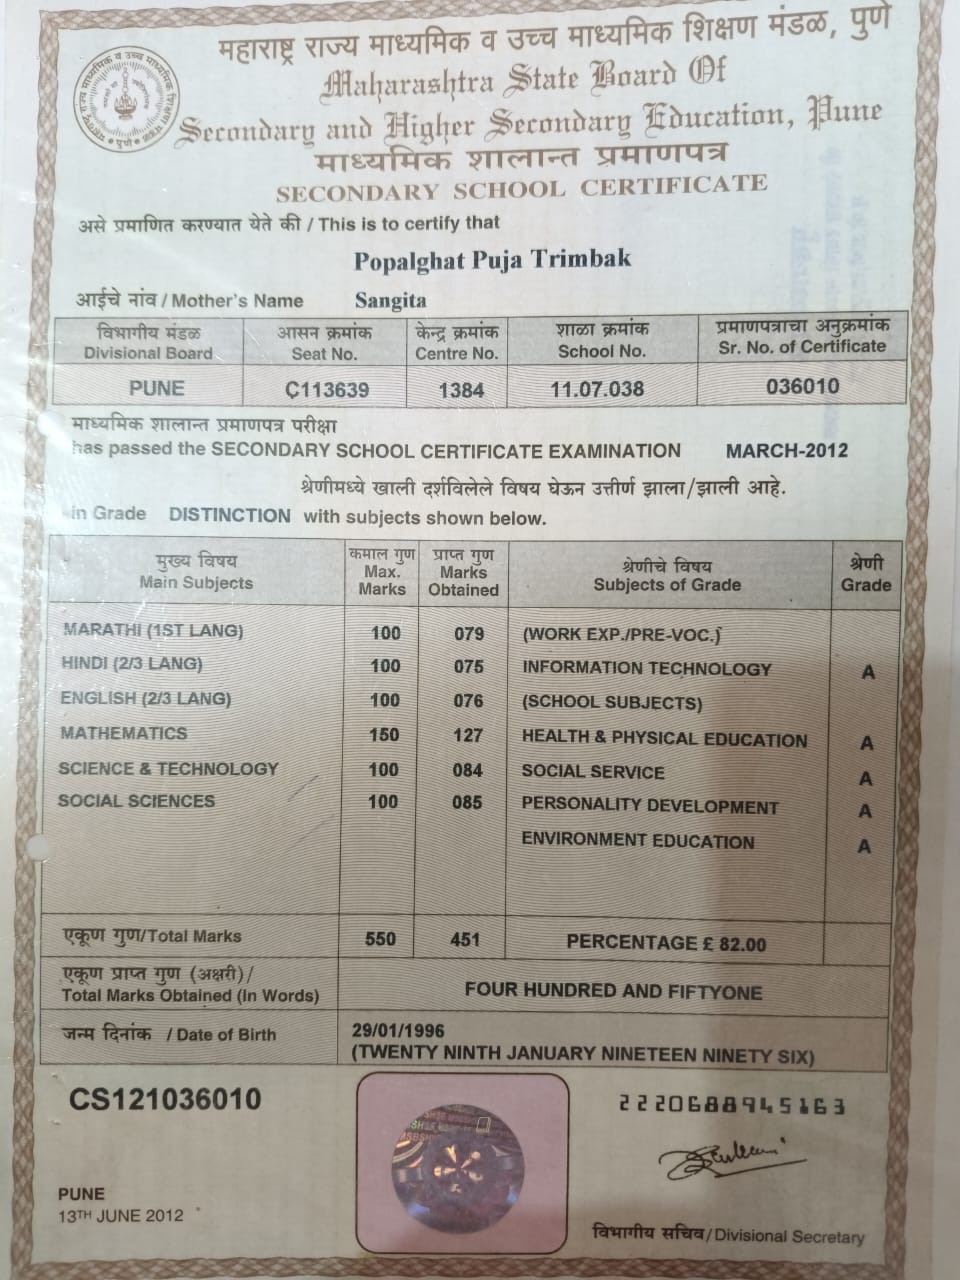 महाराष्ट्र राज्य माध्यमिक व उच्च माध्यमिक शिक्षण मंडळ, पुणे
Maharashtra State Board Of
Secondary and Higher Secondary Education, Pune
माध्यमिक शालान्त प्रमाणपत्र
SECONDARY SCHOOL CERTIFICATE
असे प्रमाणित करण्यात येते की / This is to certify that
Popalghat Puja Trimbak
आईचे नांव / Mother's Name Sangita
विभागीय मंडळ आसन क्रमांक केन्द्र क्रमांक शाळा क्रमांक प्रमाणपत्राचा अनुक्रमांक
Divisional Board Seat No. Centre No. School No. Sr. No. of Certificate
PUNE C113639 1384 11.07.038 036010
माध्यमिक शालान्त प्रमाणपत्र परीक्षा
has passed the SECONDARY SCHOOL CERTIFICATE EXAMINATION MARCH-2012
श्रेणीमध्ये खाली दर्शविलेले विषय घेऊन उत्तीर्ण झाला/झाली आहे.
in Grade DISTINCTION with subjects shown below.
मुख्य विषय कमाल गुण प्राप्त गुण श्रेणीचे विषय श्रेणी
Main Subjects Max. Marks Marks Obtained Subjects of Grade Grade
MARATHI (1ST LANG) 100 079 (WORK EXP./PRE-VOC.)
HINDI (2/3 LANG) 100 075 INFORMATION TECHNOLOGY A
ENGLISH (2/3 LANG) 100 076 (SCHOOL SUBJECTS)
MATHEMATICS 150 127 HEALTH & PHYSICAL EDUCATION A
SCIENCE & TECHNOLOGY 100 084 SOCIAL SERVICE A
SOCIAL SCIENCES 100 085 PERSONALITY DEVELOPMENT A
ENVIRONMENT EDUCATION A
एकूण गुण/Total Marks 550 451 PERCENTAGE £ 82.00
एकूण प्राप्त गुण (अक्षरी)/
Total Marks Obtained (In Words) FOUR HUNDRED AND FIFTYONE
जन्म दिनांक / Date of Birth 29/01/1996
(TWENTY NINTH JANUARY NINETEEN NINETY SIX)
CS121036010 2220688945163
PUNE
13TH JUNE 2012
विभागीय सचिव/Divisional Secretary